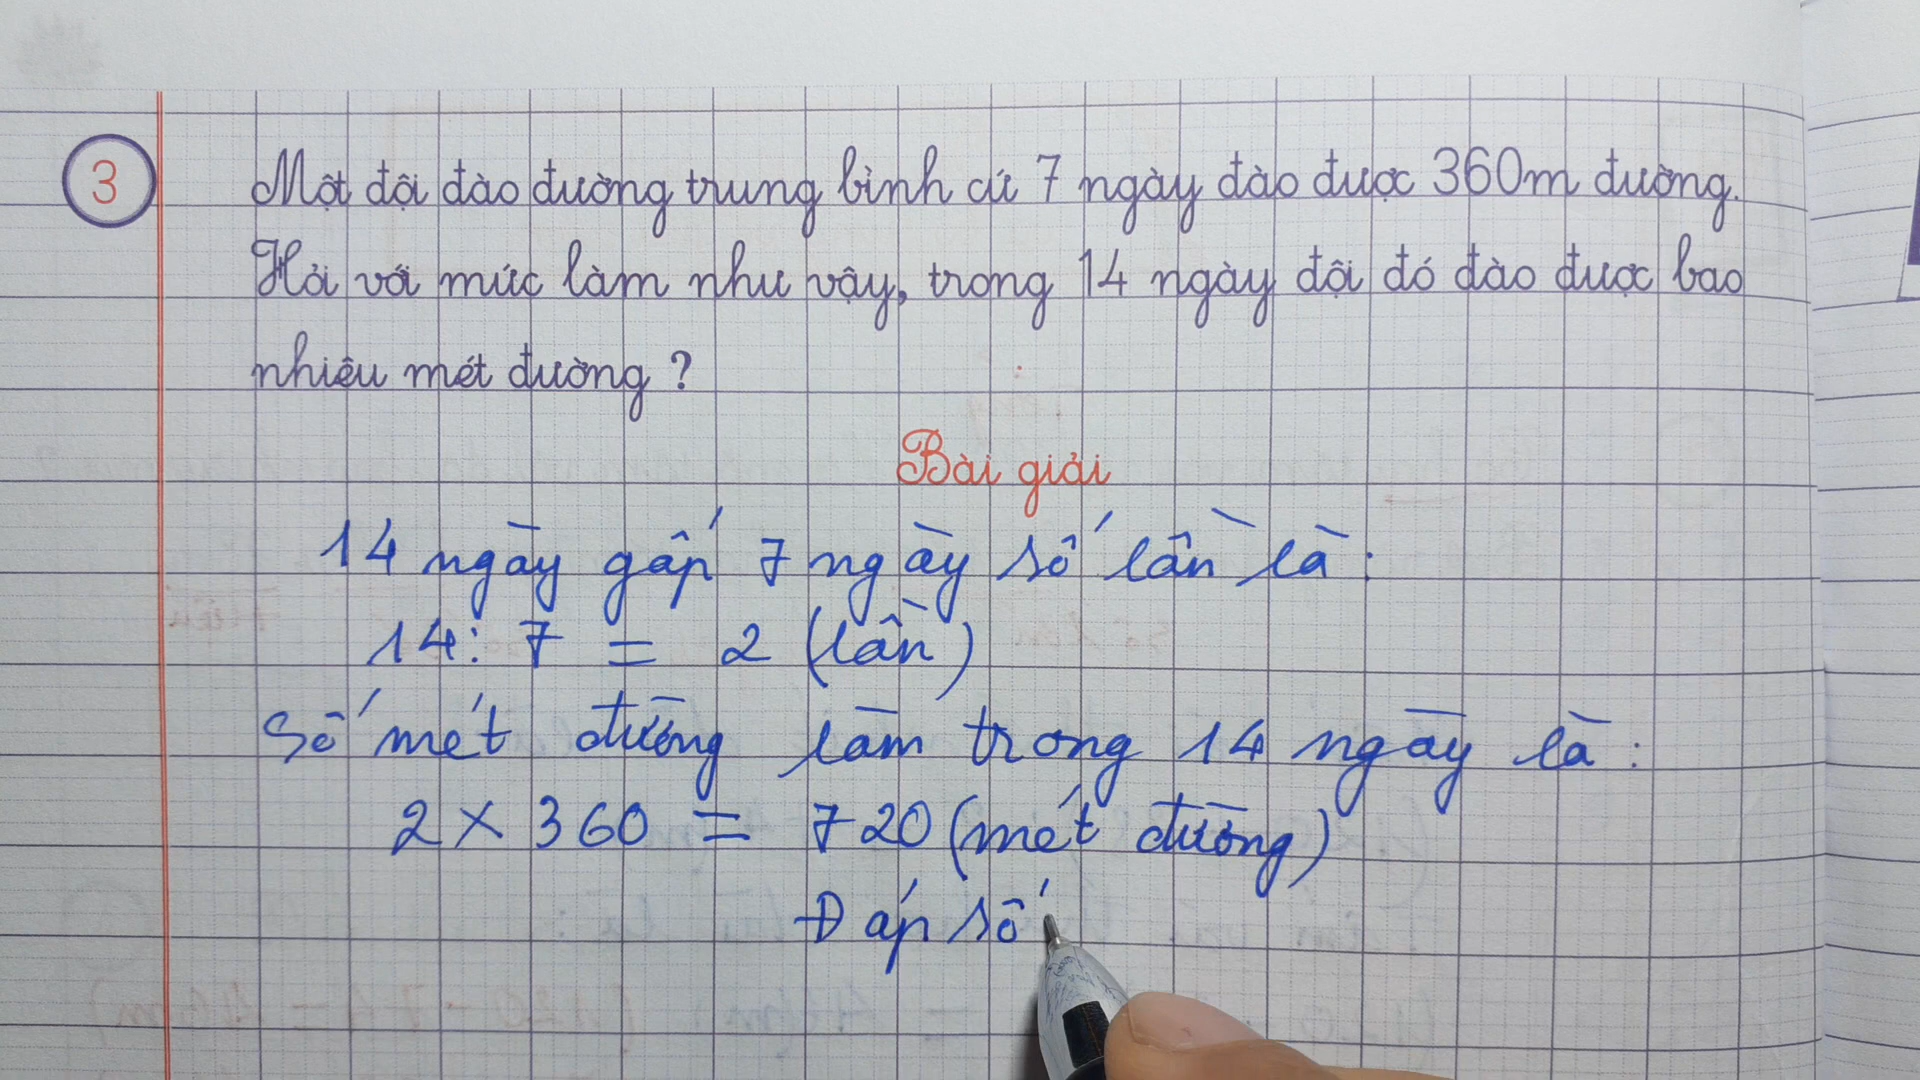 3
Một đội đào đường trung bình cứ 7 ngày đào được 360m đường.
Hỏi với mức làm như vậy, trong 14 ngày đội đó đào được bao
nhiêu mét đường ?
Bài giải
14 ngày gấp 7 ngày số lần là :
14 : 7 = 2 (lần)
Số mét đường làm trong 14 ngày là :
2 x 360 = 720 (mét đường)
Đáp số